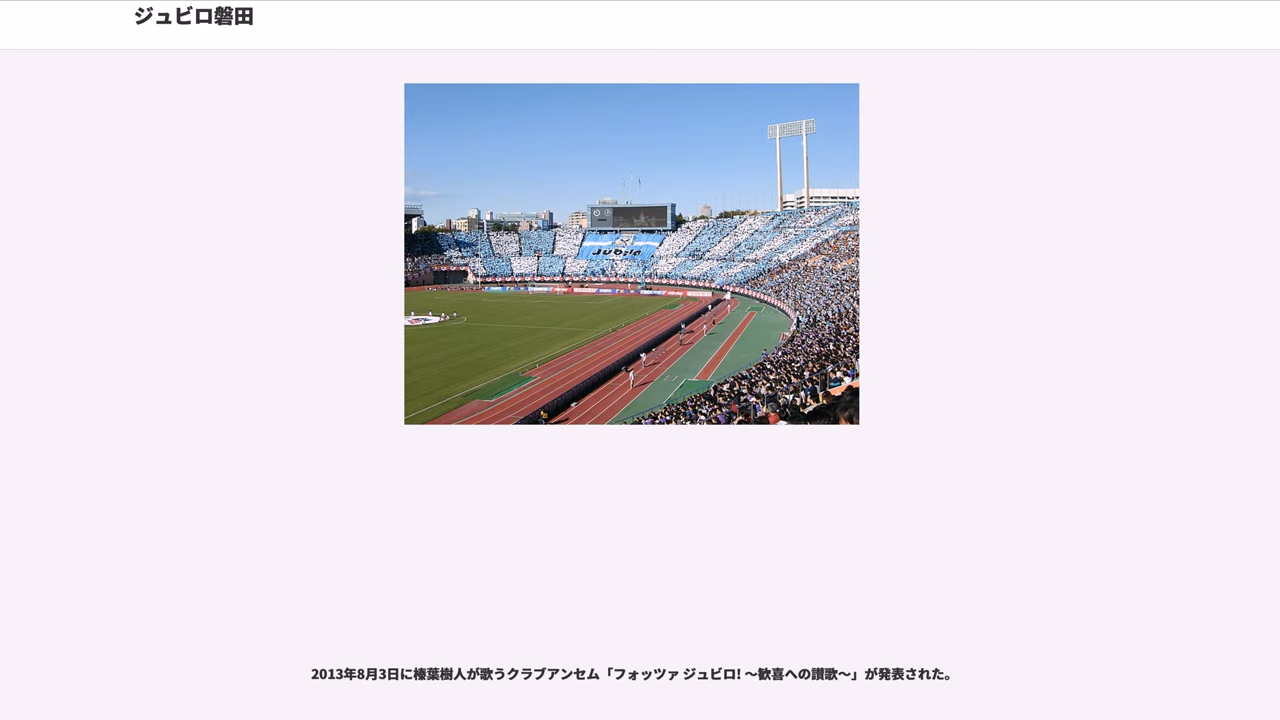 ジュビロ磐田
Jubilo
2013年8月3日に榛葉樹人が歌うクラブアンセム「フォッツァ ジュビロ! ～歓喜への讃歌～」が発表された。